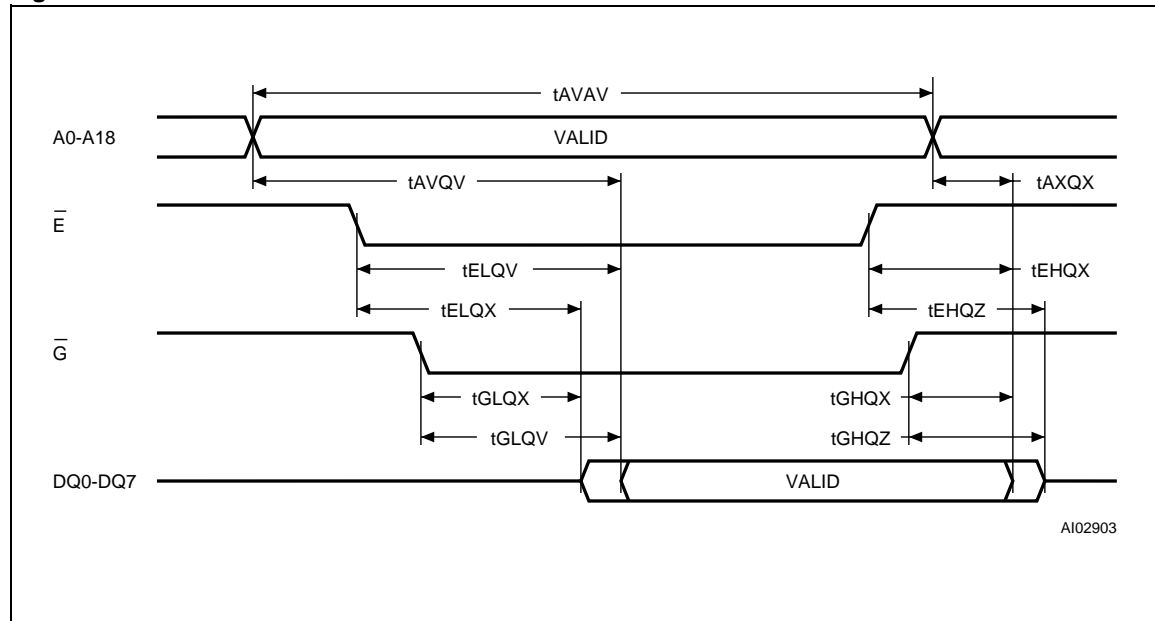 tAVAV
A0-A18
VALID
tAVQV
tAXQX
E̅
tELQV
tEHQX
tELQX
tEHQZ
G̅
tGLQX
tGHQX
tGLQV
tGHQZ
DQ0-DQ7
VALID
AI02903